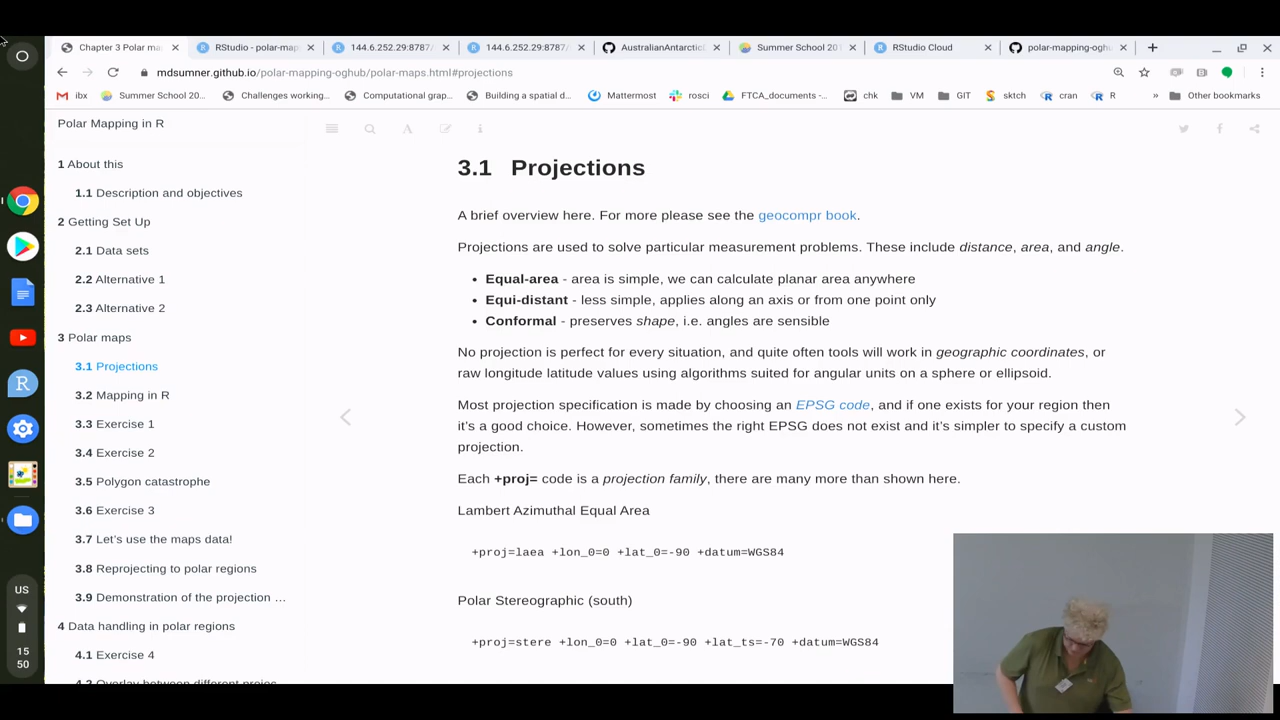 Chapter 3 Polar ma
RStudio - polar-map
144.6.252.29:8787/
144.6.252.29:8787/
AustralianAntarctic
Summer School 201
RStudio Cloud
polar-mapping-oghu
mdsumner.github.io/polar-mapping-oghub/polar-maps.html#projections
ibx
Summer School 20...
Challenges working...
Computational grap...
Building a spatial d...
Mattermost
rosci
FTCA_documents -...
chk
VM
GIT
sktch
cran
R
»
Other bookmarks
Polar Mapping in R
1 About this
1.1 Description and objectives
2 Getting Set Up
2.1 Data sets
2.2 Alternative 1
2.3 Alternative 2
3 Polar maps
3.1 Projections
3.2 Mapping in R
3.3 Exercise 1
3.4 Exercise 2
3.5 Polygon catastrophe
3.6 Exercise 3
3.7 Let's use the maps data!
3.8 Reprojecting to polar regions
3.9 Demonstration of the projection ...
4 Data handling in polar regions
4.1 Exercise 4
4.2 Overlay between different projec...
3.1 Projections
A brief overview here. For more please see the geocompr book.
Projections are used to solve particular measurement problems. These include distance, area, and angle.
• Equal-area - area is simple, we can calculate planar area anywhere
• Equi-distant - less simple, applies along an axis or from one point only
• Conformal - preserves shape, i.e. angles are sensible
No projection is perfect for every situation, and quite often tools will work in geographic coordinates, or
raw longitude latitude values using algorithms suited for angular units on a sphere or ellipsoid.
Most projection specification is made by choosing an EPSG code, and if one exists for your region then
it's a good choice. However, sometimes the right EPSG does not exist and it's simpler to specify a custom
projection.
Each +proj= code is a projection family, there are many more than shown here.
Lambert Azimuthal Equal Area
+proj=laea +lon_0=0 +lat_0=-90 +datum=WGS84
Polar Stereographic (south)
+proj=stere +lon_0=0 +lat_0=-90 +lat_ts=-70 +datum=WGS84
US
15
50